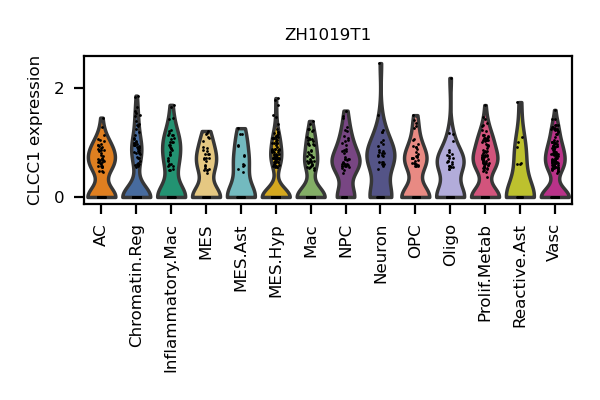 ZH1019T1
CLCC1 expression
2
0
AC
Chromatin.Reg
Inflammatory.Mac
MES
MES.Ast
MES.Hyp
Mac
NPC
Neuron
OPC
Oligo
Prolif.Metab
Reactive.Ast
Vasc